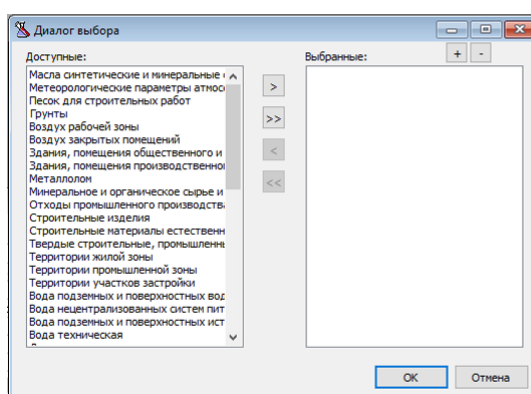 Диалог выбора
Доступные:
Выбранные:
+ -
Масла синтетические и минеральные
Метеорологические параметры атмос
Песок для строительных работ
Грунты
Воздух рабочей зоны
Воздух закрытых помещений
Здания, помещения общественного и
Здания, помещения производственно
Металлолом
Минеральное и органическое сырье и
Отходы промышленного производств
Строительные изделия
Строительные материалы естественн
Твердые строительные, промышленн
Территории жилой зоны
Территории промышленной зоны
Территории участков застройки
Вода подземных и поверхностных вод
Вода нецентрализованных систем пит
Вода подземных и поверхностных ист
Вода техническая
>
>>
<
<<
ОК
Отмена